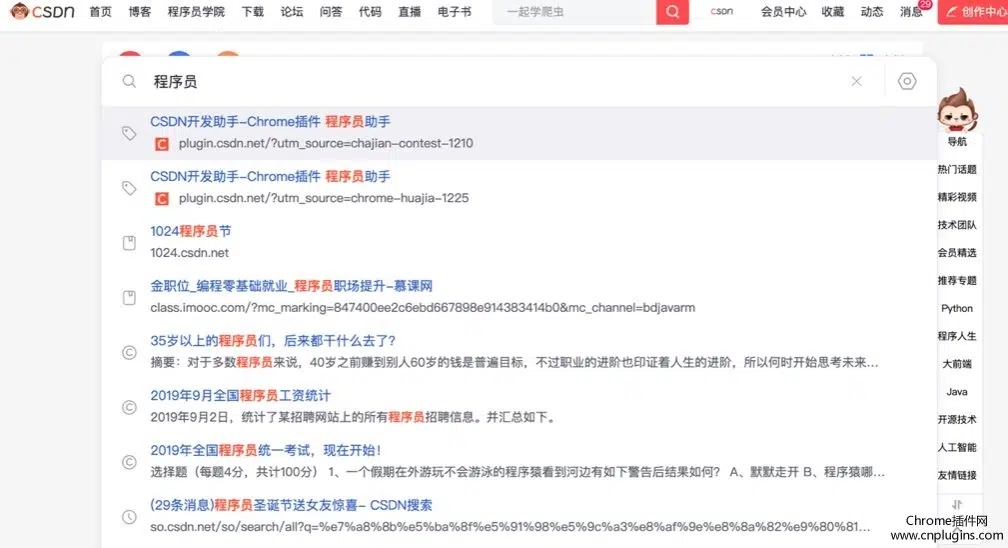 CSDN 首页 博客 程序员学院 下载 论坛 问答 代码 直播 电子书 一起学爬虫 CSDN 会员中心 收藏 动态 消息 29 创作中心
程序员
CSDN开发助手-Chrome插件 程序员助手
C plugin.csdn.net/?utm_source=chajian-contest-1210
CSDN开发助手-Chrome插件 程序员助手
C plugin.csdn.net/?utm_source=chrome-huajia-1225
1024程序员节
1024.csdn.net
金职位_编程零基础就业_程序员职场提升-慕课网
class.imooc.com/?mc_marking=847400ee2c6ebd667898e914383414b0&mc_channel=bdjavarm
35岁以上的程序员们，后来都干什么去了?
摘要：对于多数程序员来说，40岁之前赚到别人60岁的钱是普遍目标，不过职业的进阶也印证着人生的进阶，所以何时开始思考未来...
2019年9月全国程序员工资统计
2019年9月2日，统计了某招聘网站上的所有程序员招聘信息。并汇总如下。
2019年全国程序员统一考试，现在开始！
选择题（每题4分，共计100分） 1、一个假期在外游玩不会游泳的程序猿看到河边有如下警告后结果如何？ A、默默走开 B、程序猿哪...
(29条消息)程序员圣诞节送女友惊喜- CSDN搜索
so.csdn.net/so/search/all?q=%e7%a8%8b%e5%ba%8f%e5%91%98%e5%9c%a3%e8%af%9e%e8%8a%82%e9%80%81...
导航
热门话题
精彩视频
技术团队
会员精选
推荐专题
Python
程序人生
大前端
Java
开源技术
人工智能
友情链接
Chrome插件网
www.cnplugins.com